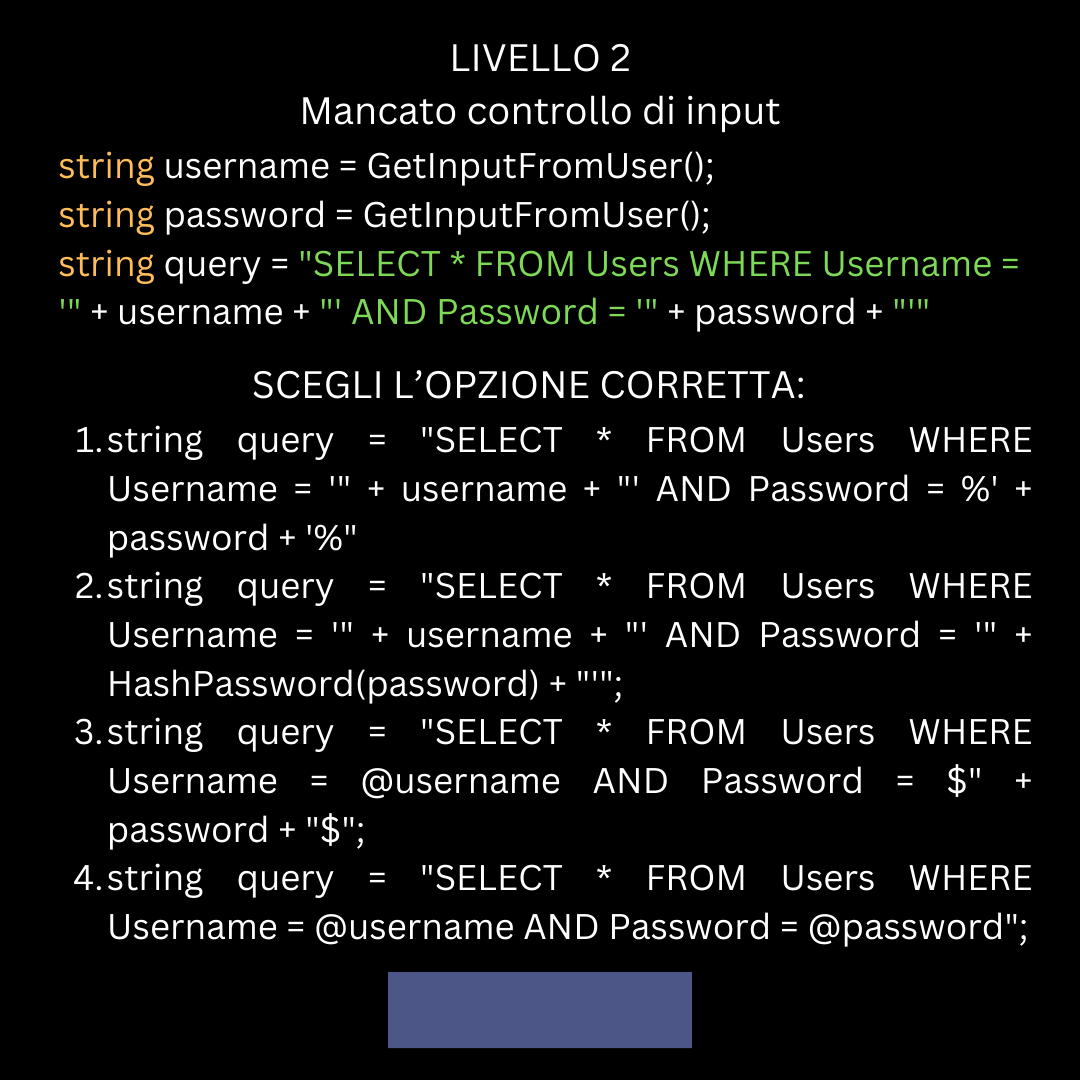 LIVELLO 2
Mancato controllo di input
string username = GetInputFromUser();
string password = GetInputFromUser();
string query = "SELECT * FROM Users WHERE Username =
'" + username + "' AND Password = '" + password + "'"
SCEGLI L’OPZIONE CORRETTA:
1. string query = "SELECT * FROM Users WHERE
Username = '" + username + "' AND Password = %' +
password + '%"
2. string query = "SELECT * FROM Users WHERE
Username = '" + username + "' AND Password = '" +
HashPassword(password) + "'";
3. string query = "SELECT * FROM Users WHERE
Username = @username AND Password = $" +
password + "$";
4. string query = "SELECT * FROM Users WHERE
Username = @username AND Password = @password";